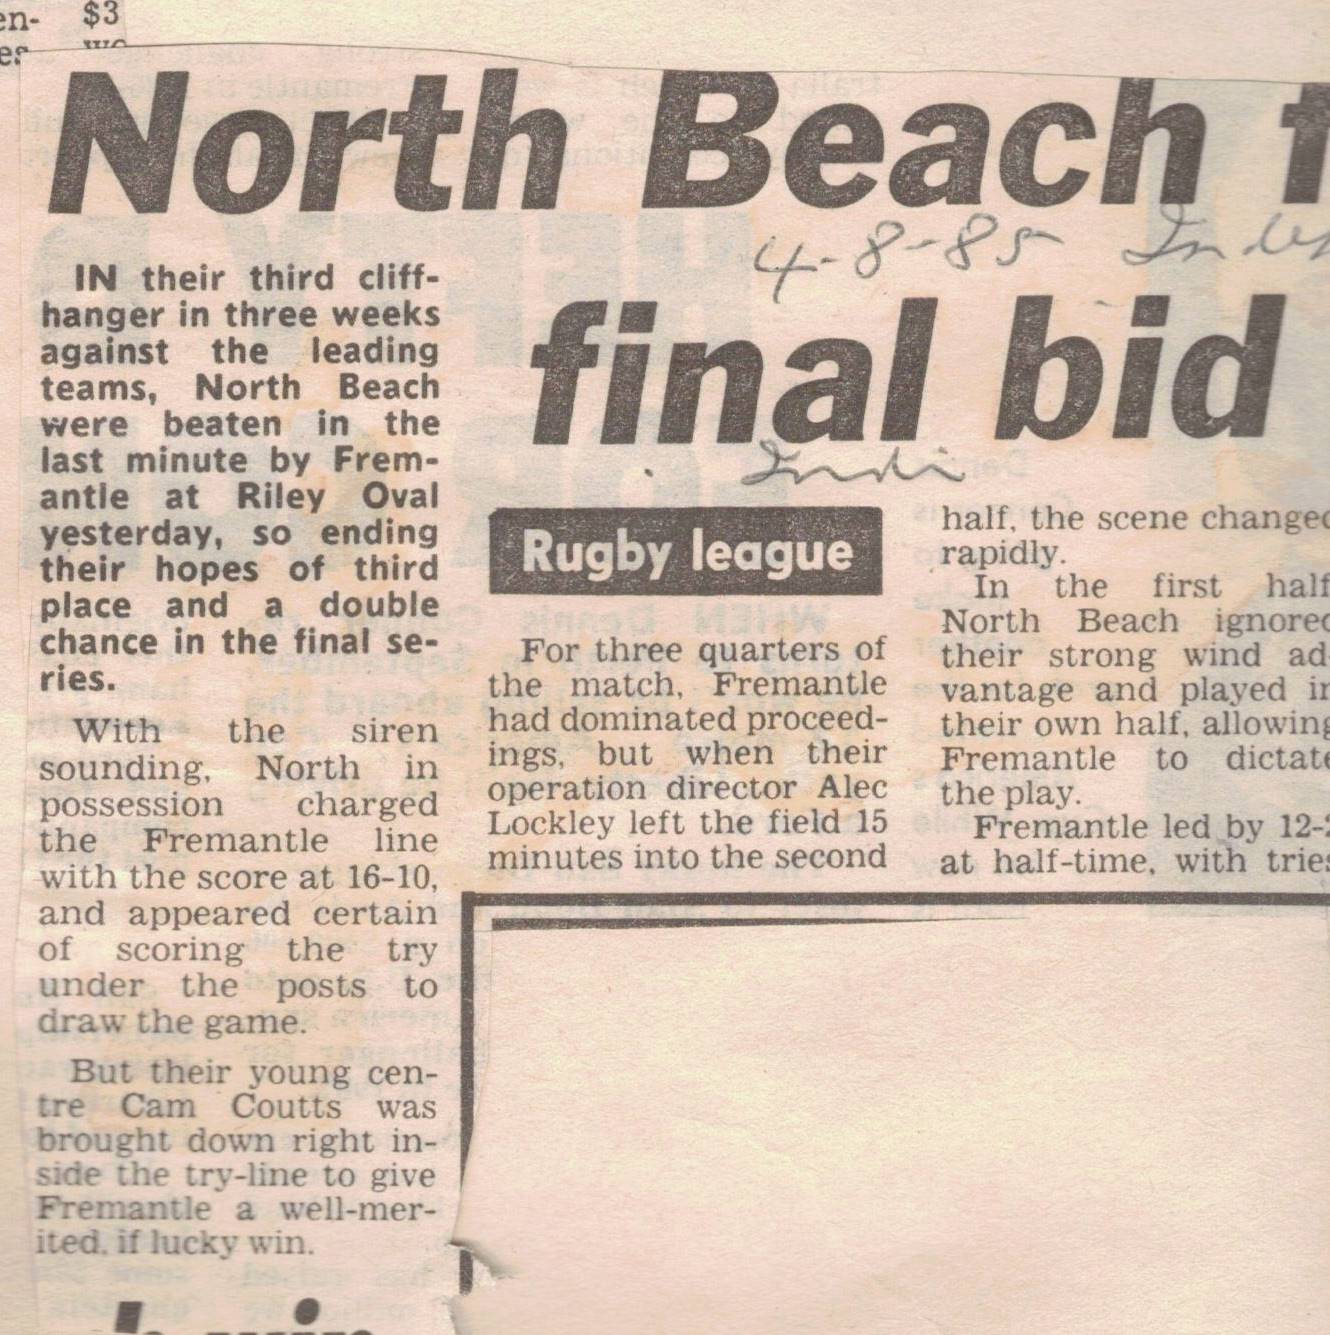 en- $3
North Beach f
4-8-85
final bid
Indi
IN their third cliff-
hanger in three weeks
against the leading
teams, North Beach
were beaten in the
last minute by Frem-
antle at Riley Oval
yesterday, so ending
their hopes of third
place and a double
chance in the final se-
ries.
With the siren
sounding, North in
possession charged
the Fremantle line
with the score at 16-10,
and appeared certain
of scoring the try
under the posts to
draw the game.
But their young cen-
tre Cam Coutts was
brought down right in-
side the try-line to give
Fremantle a well-mer-
ited, if lucky win.
Rugby league
For three quarters of
the match, Fremantle
had dominated proceed-
ings, but when their
operation director Alec
Lockley left the field 15
minutes into the second
half, the scene changed
rapidly.
In the first half
North Beach ignored
their strong wind ad-
vantage and played in
their own half, allowing
Fremantle to dictate
the play.
Fremantle led by 12-2
at half-time, with tries